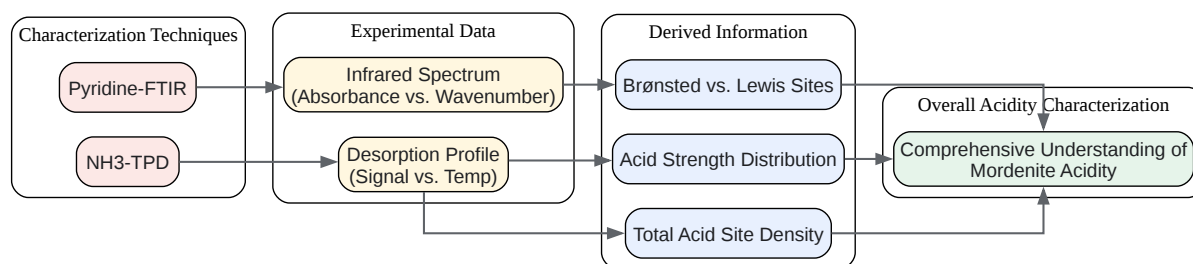 Characterization Techniques
Pyridine-FTIR
NH3-TPD
Experimental Data
Infrared Spectrum
(Absorbance vs. Wavenumber)
Desorption Profile
(Signal vs. Temp)
Derived Information
Brønsted vs. Lewis Sites
Acid Strength Distribution
Total Acid Site Density
Overall Acidity Characterization
Comprehensive Understanding of
Mordenite Acidity